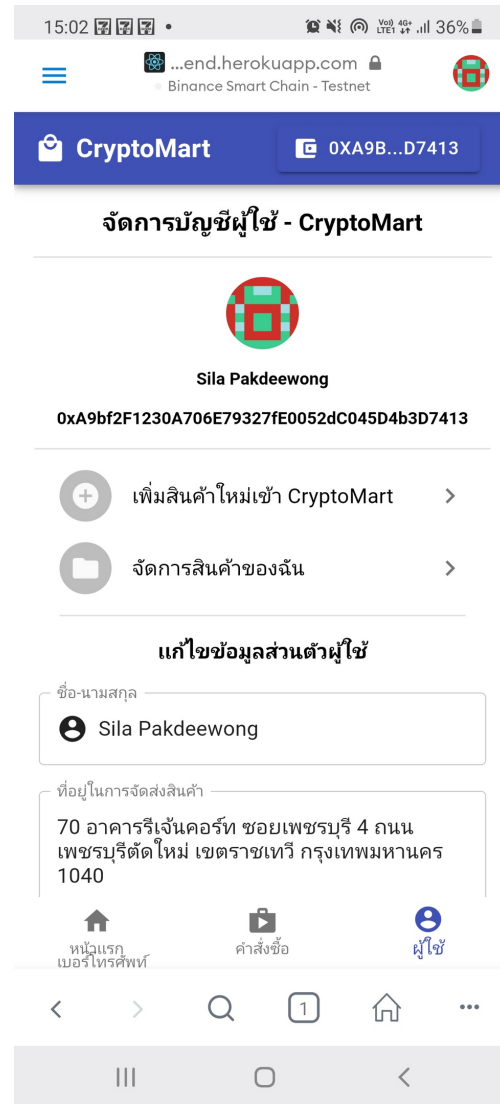 15:02
Vo)) 4G+
LTE1
36%
...end.herokuapp.com
Binance Smart Chain - Testnet
CryptoMart
0XA9B...D7413
จัดการบัญชีผู้ใช้ - CryptoMart
Sila Pakdeewong
0xA9bf2F1230A706E79327fE0052dC045D4b3D7413
เพิ่มสินค้าใหม่เข้า CryptoMart
จัดการสินค้าของฉัน
แก้ไขข้อมูลส่วนตัวผู้ใช้
ชื่อ-นามสกุล
Sila Pakdeewong
ที่อยู่ในการจัดส่งสินค้า
70 อาคารรีเจ้นคอร์ท ซอยเพชรบุรี 4 ถนน
เพชรบุรีตัดใหม่ เขตราชเทวี กรุงเทพมหานคร
1040
หน้าแรก
เบอร์โทรศัพท์
คำสั่งซื้อ
ผู้ใช้
1